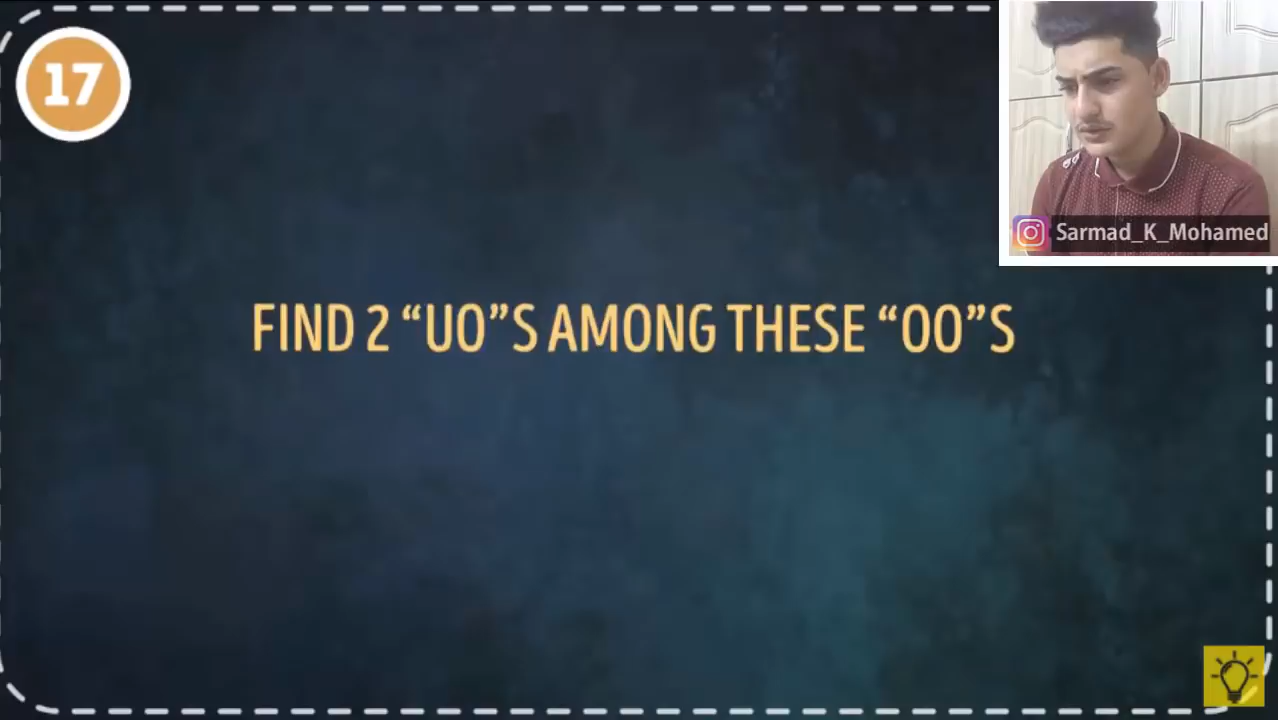 17
Sarmad_K_Mohamed
FIND 2 “UO”S AMONG THESE “OO”S